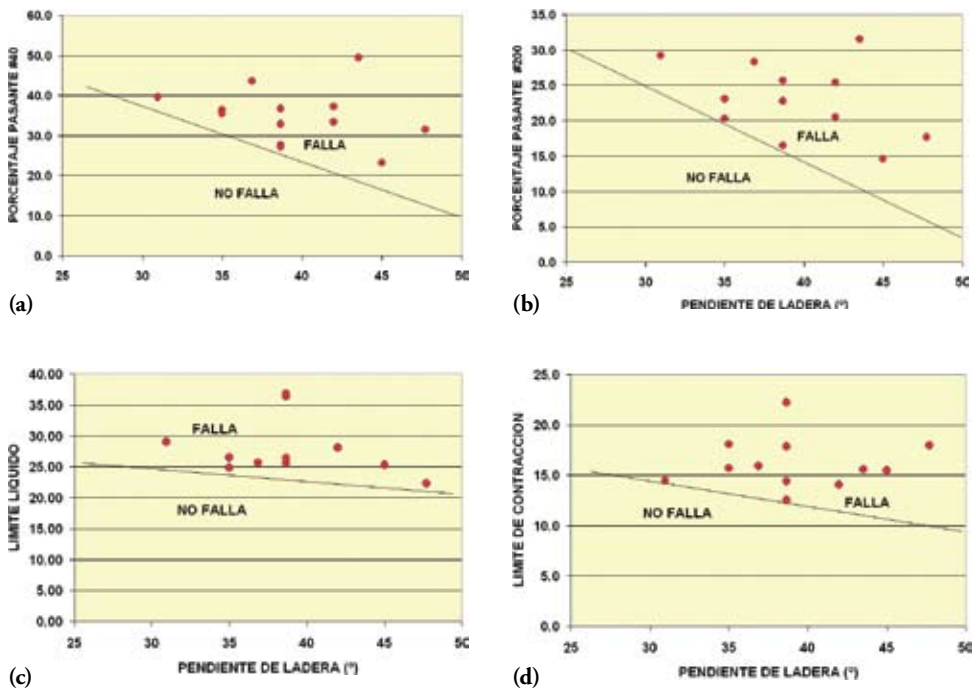 60.0
50.0
40.0
30.0
20.0
10.0
0.0
25 30 35 40 45 50
PORCENTAJE PASANTE #40
FALLA
NO FALLA
(a)
35.0
30.0
25.0
20.0
15.0
10.0
5.0
0.0
25 30 35 40 45 50
PORCENTAJE PASANTE #200
FALLA
NO FALLA
PENDIENTE DE LADERA (º)
(b)
40.00
35.00
30.00
25.00
20.00
15.00
10.00
5.00
0.00
25 30 35 40 45 50
LIMITE LIQUIDO
FALLA
NO FALLA
PENDIENTE DE LADERA (º)
(c)
25.0
20.0
15.0
10.0
5.0
0.0
25 30 35 40 45 50
LIMITE DE CONTRACCION
NO FALLA
FALLA
PENDIENTE DE LADERA (º)
(d)